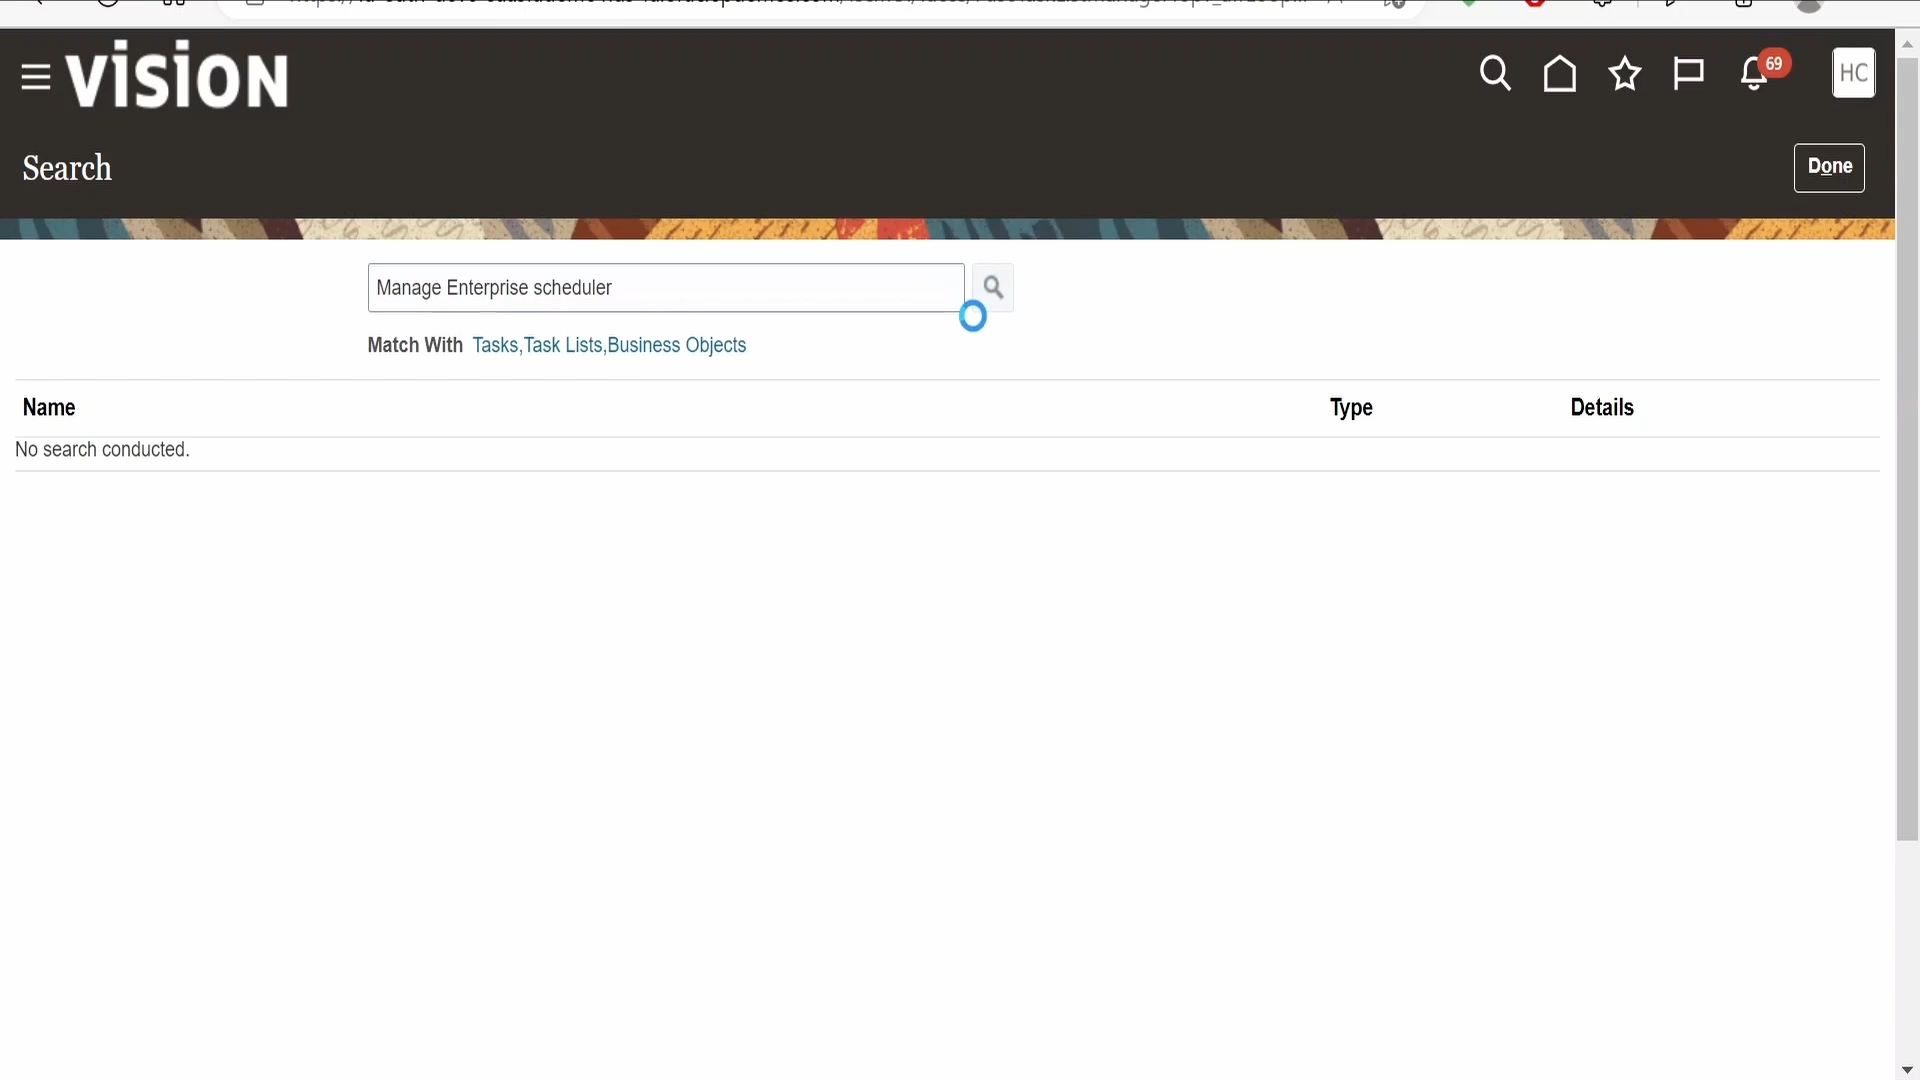 VISION
69
HC
Search
Done
Manage Enterprise scheduler
Match With Tasks,Task Lists,Business Objects
Name Type Details
No search conducted.